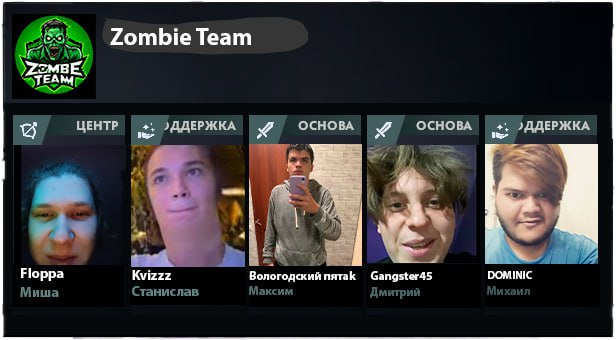 Zombie Team
ZOMBE
TEAM
ЦЕНТР
ОДДЕРЖКА
ОСНОВА
ОСНОВА
ОДДЕРЖКА
Floppa
Миша
Kvizzz
Станислав
Вологодский пятак
Максим
Gangster45
Дмитрий
DOMINIC
Михаил